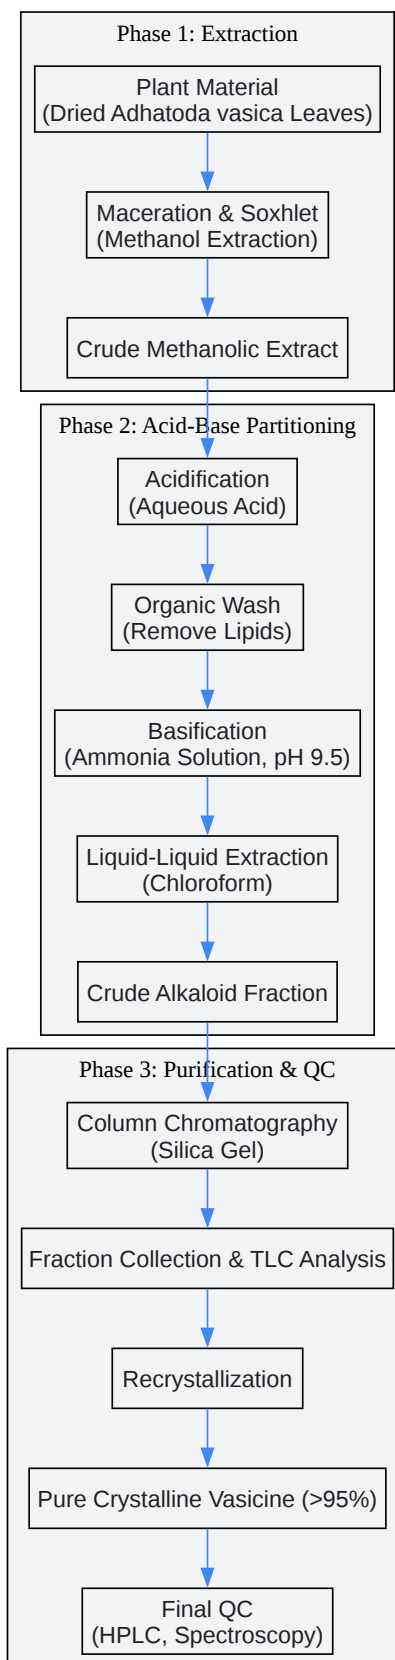 Phase 1: Extraction
Plant Material
(Dried Adhatoda vasica Leaves)
Maceration & Soxhlet
(Methanol Extraction)
Crude Methanolic Extract
Phase 2: Acid-Base Partitioning
Acidification
(Aqueous Acid)
Organic Wash
(Remove Lipids)
Basification
(Ammonia Solution, pH 9.5)
Liquid-Liquid Extraction
(Chloroform)
Crude Alkaloid Fraction
Phase 3: Purification & QC
Column Chromatography
(Silica Gel)
Fraction Collection & TLC Analysis
Recrystallization
Pure Crystalline Vasicine (>95%)
Final QC
(HPLC, Spectroscopy)